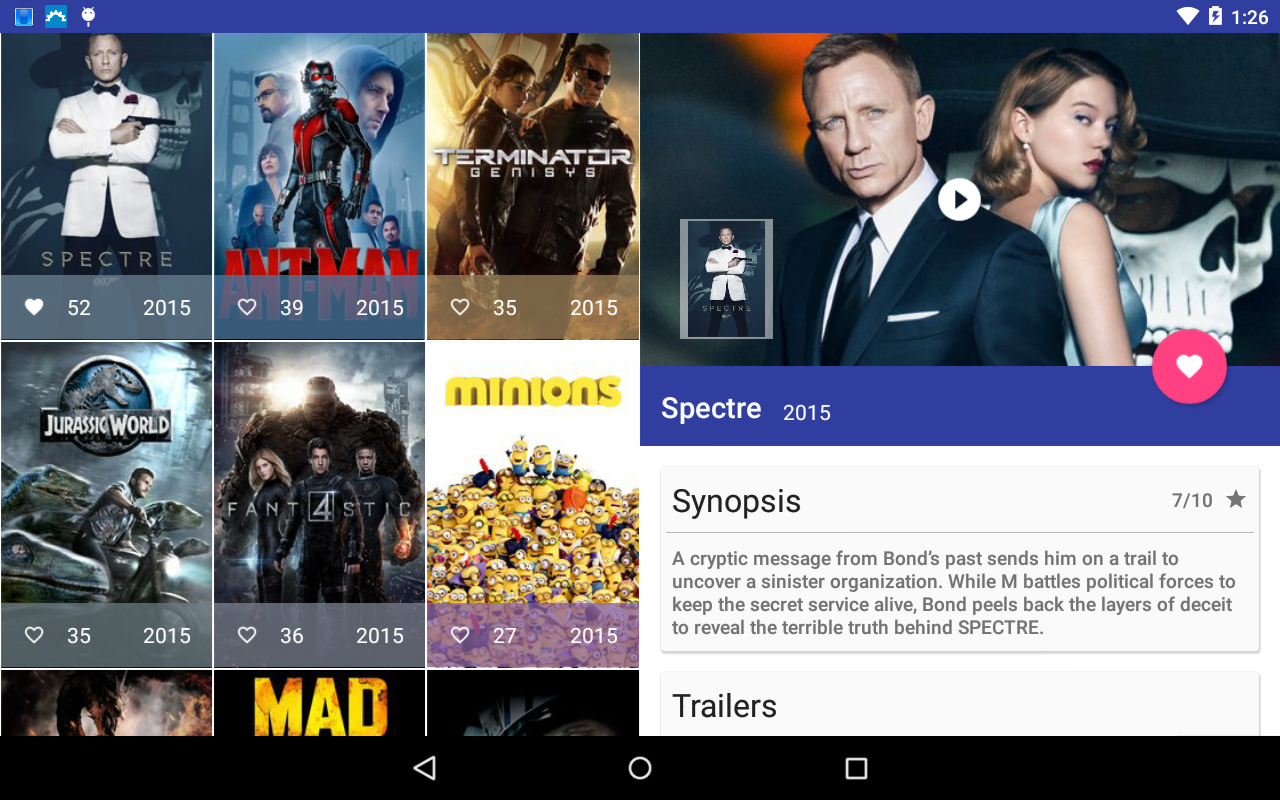 1:26
SPECTRE
007
52 2015
ANT-MAN
39 2015
TERMINATOR
GENISYS
35 2015
JURASSIC WORLD
35 2015
FANT4STIC
36 2015
MINIONS
27 2015
MAD
SPECTRE
Spectre 2015
Synopsis 7/10
A cryptic message from Bond’s past sends him on a trail to
uncover a sinister organization. While M battles political forces to
keep the secret service alive, Bond peels back the layers of deceit
to reveal the terrible truth behind SPECTRE.
Trailers